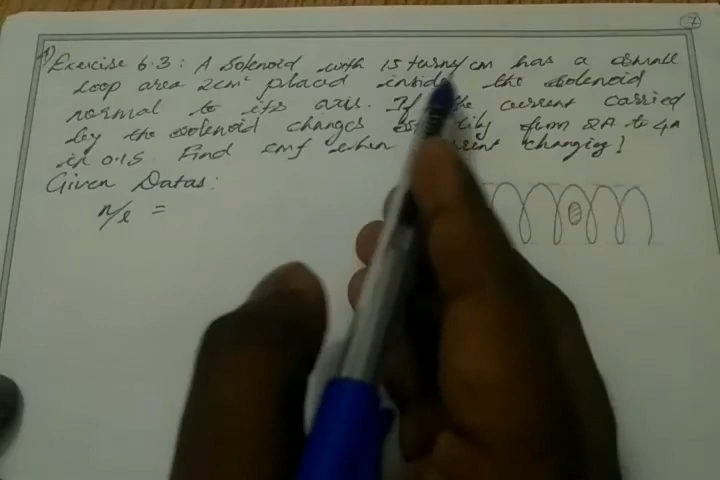 7
Exercise 6.3: A Solenoid with 15 turns/cm has a small
loop area 2cm² placed inside the solenoid
normal to its axis. If the current carried
by the solenoid changes from 2A to 4A
in 0.1S. Find emf when changing?
Given Datas:
n/l =